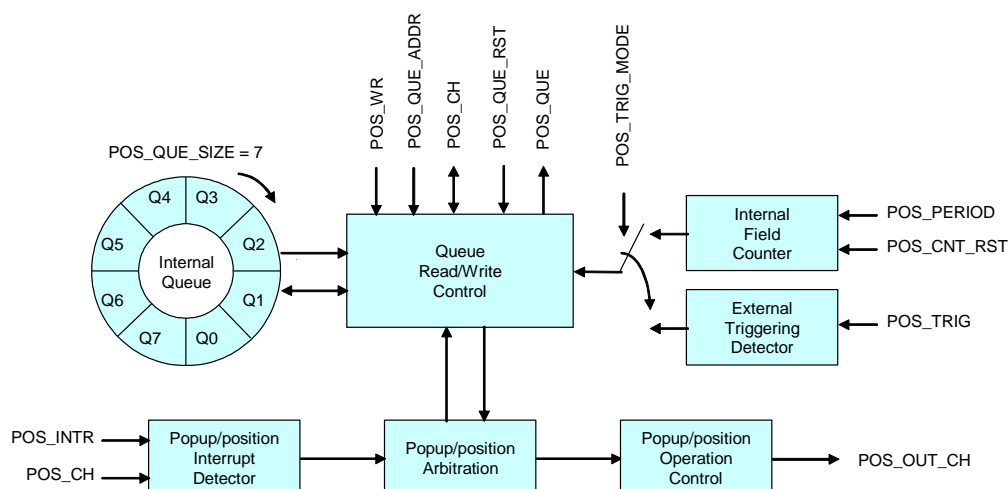 POS_WR
POS_QUE_ADDR
POS_CH
POS_QUE_RST
POS_QUE
POS_TRIG_MODE
POS_QUE_SIZE = 7
Q4
Q3
Q5
Q2
Q6
Q1
Q7
Q0
Internal
Queue
Queue
Read/Write
Control
Internal
Field
Counter
POS_PERIOD
POS_CNT_RST
External
Triggering
Detector
POS_TRIG
POS_INTR
POS_CH
Popup/position
Interrupt
Detector
Popup/position
Arbitration
Popup/position
Operation
Control
POS_OUT_CH